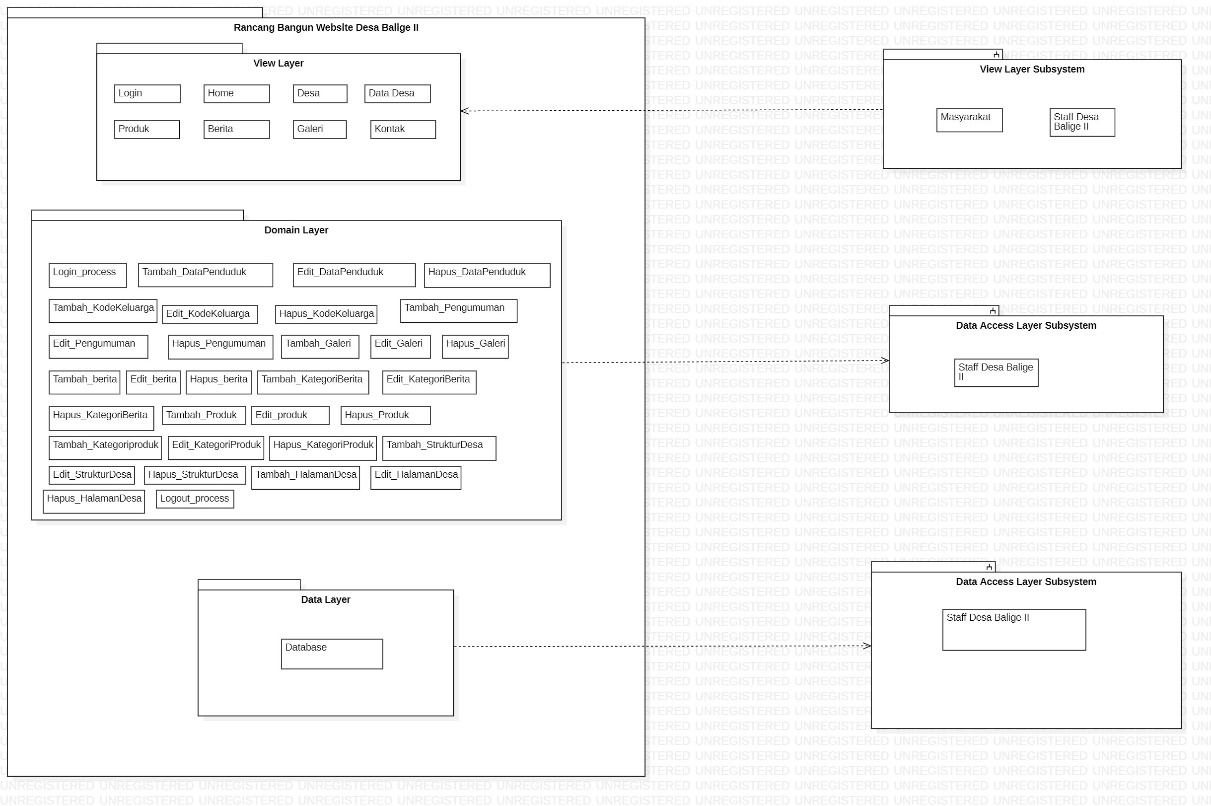 Rancang Bangun Website Desa Balige II
View Layer
Login
Home
Desa
Data Desa
Produk
Berita
Galeri
Kontak
View Layer Subsystem
Masyarakat
Staff Desa
Balige II
Domain Layer
Login_process
Tambah_DataPenduduk
Edit_DataPenduduk
Hapus_DataPenduduk
Tambah_KodeKeluarga
Edit_KodeKeluarga
Hapus_KodeKeluarga
Tambah_Pengumuman
Edit_Pengumuman
Hapus_Pengumuman
Tambah_Galeri
Edit_Galeri
Hapus_Galeri
Tambah_berita
Edit_berita
Hapus_berita
Tambah_KategoriBerita
Edit_KategoriBerita
Hapus_KategoriBerita
Tambah_Produk
Edit_produk
Hapus_Produk
Tambah_Kategoriproduk
Edit_KategoriProduk
Hapus_KategoriProduk
Tambah_StrukturDesa
Edit_StrukturDesa
Hapus_StrukturDesa
Tambah_HalamanDesa
Edit_HalamanDesa
Hapus_HalamanDesa
Logout_process
Data Access Layer Subsystem
Staff Desa Balige
II
Data Layer
Database
Data Access Layer Subsystem
Staff Desa Balige II
UNREGISTERED